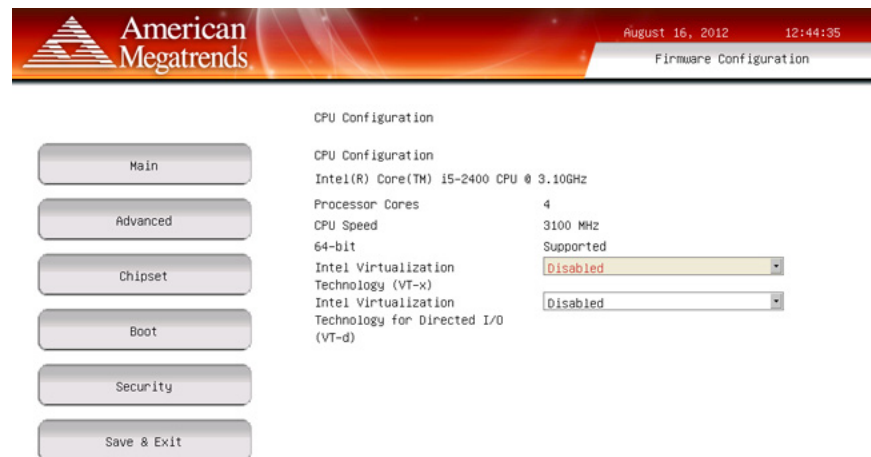 American
Megatrends
August 16, 2012 12:44:35
Firmware Configuration
CPU Configuration
Main
Advanced
Chipset
Boot
Security
Save & Exit
CPU Configuration
Intel(R) Core(TM) i5-2400 CPU @ 3.10GHz
Processor Cores 4
CPU Speed 3100 MHz
64-bit Supported
Intel Virtualization Disabled
Technology (VT-x)
Intel Virtualization Disabled
Technology for Directed I/O
(VT-d)